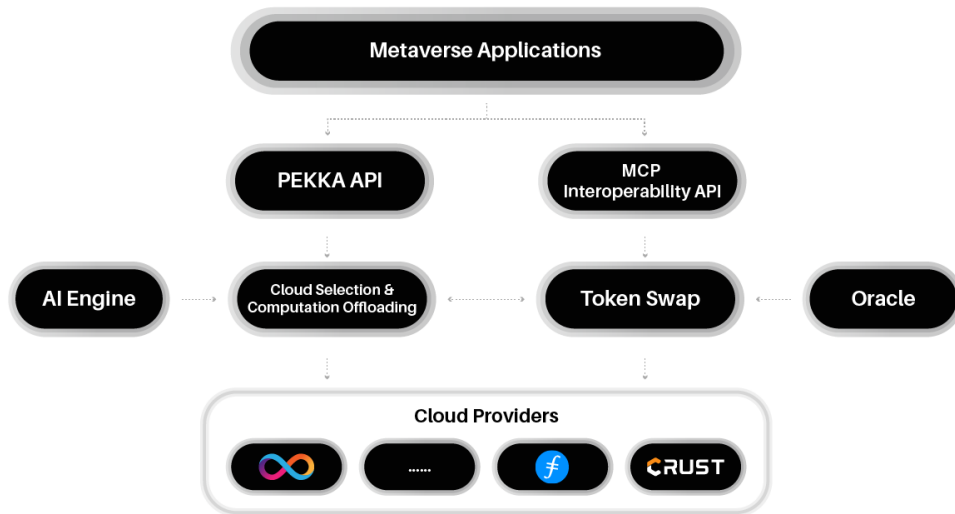 Metaverse Applications
PEKKA API
MCP
Interoperability API
AI Engine
Cloud Selection &
Computation Offloading
Token Swap
Oracle
Cloud Providers
......
CRUST